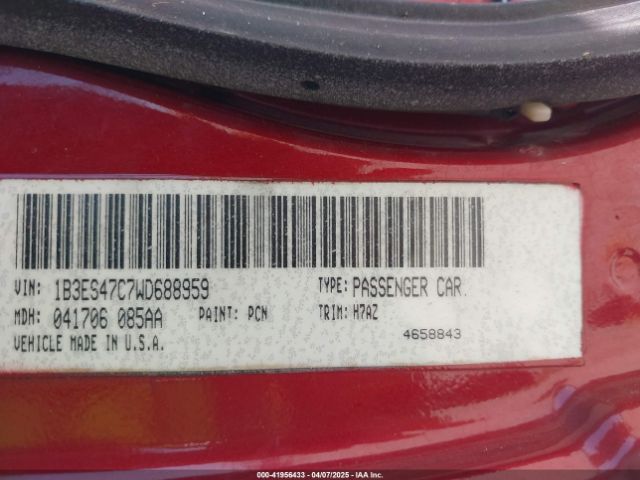 VIN: 1B3ES47C7WD688959 TYPE: PASSENGER CAR
MDH: 041706 085AA PAINT: PCN TRIM: H7AZ
4658843
VEHICLE MADE IN U.S.A.
000-41956433 - 04/07/2025 - IAA Inc.